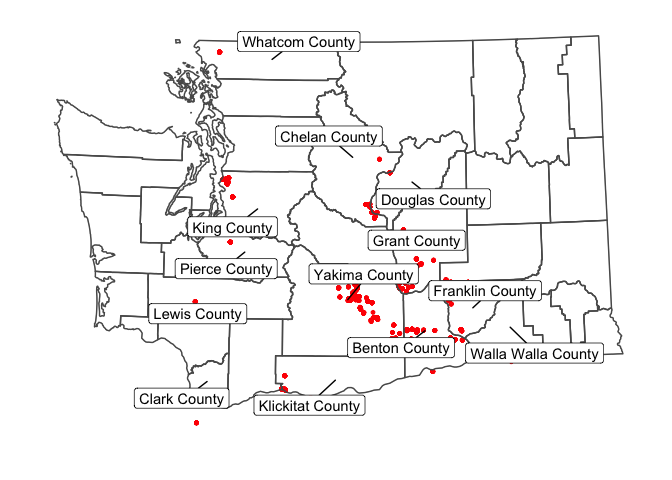 Whatcom County
Chelan County
Douglas County
King County
Grant County
Pierce County
Yakima County
Franklin County
Lewis County
Benton County
Walla Walla County
Clark County
Klickitat County